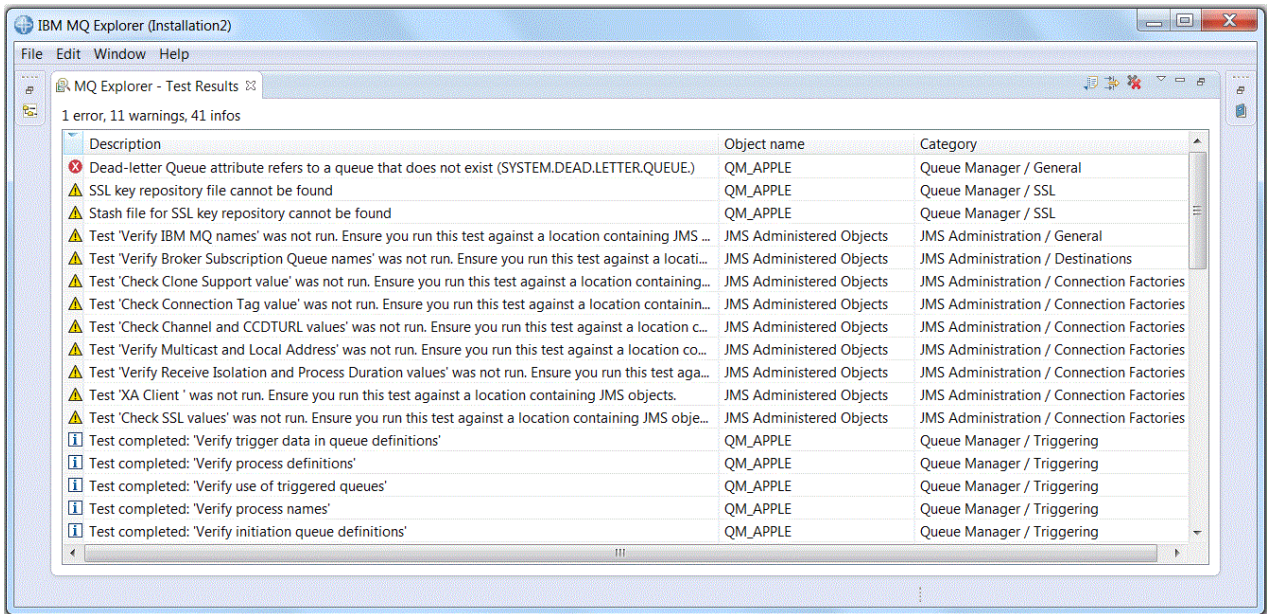 IBM MQ Explorer (Installation2)
File Edit Window Help
MQ Explorer - Test Results
1 error, 11 warnings, 41 infos
Description Object name Category
Dead-letter Queue attribute refers to a queue that does not exist (SYSTEM.DEAD.LETTER.QUEUE.) QM_APPLE Queue Manager / General
SSL key repository file cannot be found QM_APPLE Queue Manager / SSL
Stash file for SSL key repository cannot be found QM_APPLE Queue Manager / SSL
Test 'Verify IBM MQ names' was not run. Ensure you run this test against a location containing JMS ... JMS Administered Objects JMS Administration / General
Test 'Verify Broker Subscription Queue names' was not run. Ensure you run this test against a locati... JMS Administered Objects JMS Administration / Destinations
Test 'Check Clone Support value' was not run. Ensure you run this test against a location containing... JMS Administered Objects JMS Administration / Connection Factories
Test 'Check Connection Tag value' was not run. Ensure you run this test against a location containin... JMS Administered Objects JMS Administration / Connection Factories
Test 'Check Channel and CCDTURL values' was not run. Ensure you run this test against a location c... JMS Administered Objects JMS Administration / Connection Factories
Test 'Verify Multicast and Local Address' was not run. Ensure you run this test against a location co... JMS Administered Objects JMS Administration / Connection Factories
Test 'Verify Receive Isolation and Process Duration values' was not run. Ensure you run this test aga... JMS Administered Objects JMS Administration / Connection Factories
Test 'XA Client ' was not run. Ensure you run this test against a location containing JMS objects. JMS Administered Objects JMS Administration / Connection Factories
Test 'Check SSL values' was not run. Ensure you run this test against a location containing JMS obje... JMS Administered Objects JMS Administration / Connection Factories
Test completed: 'Verify trigger data in queue definitions' QM_APPLE Queue Manager / Triggering
Test completed: 'Verify process definitions' QM_APPLE Queue Manager / Triggering
Test completed: 'Verify use of triggered queues' QM_APPLE Queue Manager / Triggering
Test completed: 'Verify process names' QM_APPLE Queue Manager / Triggering
Test completed: 'Verify initiation queue definitions' QM_APPLE Queue Manager / Triggering